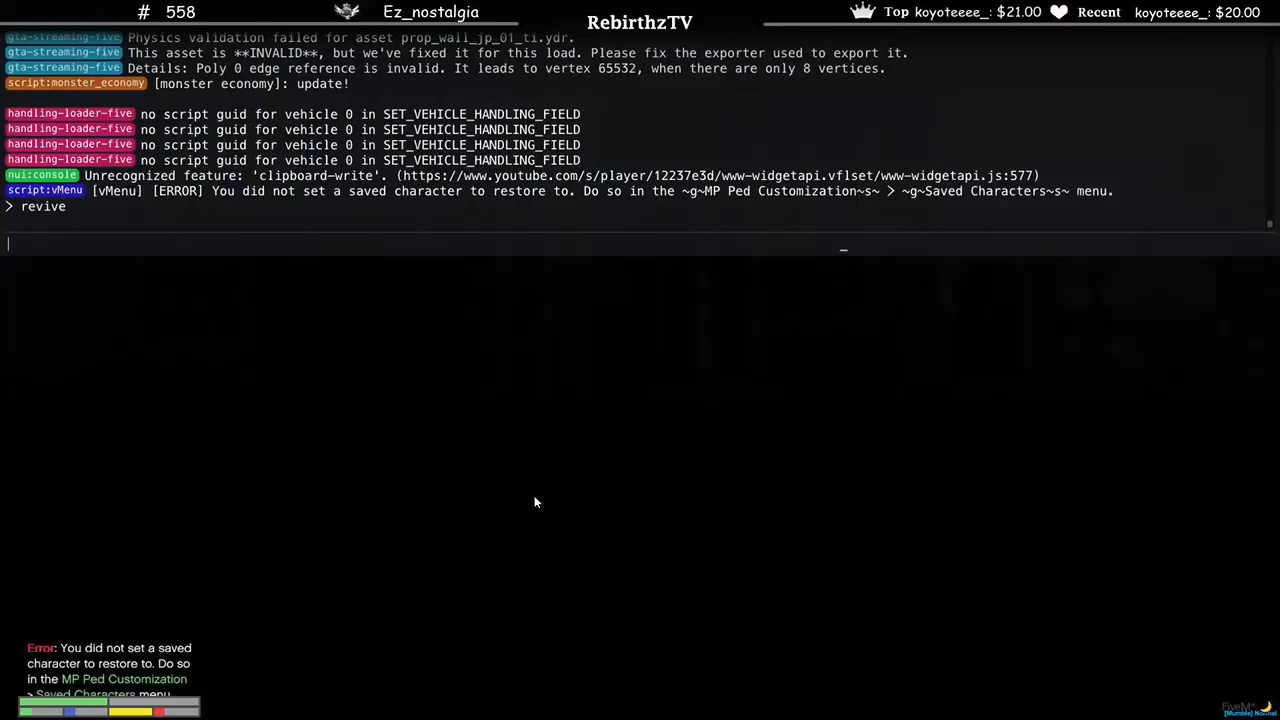 # 558
Ez_nostalgia
RebirthzTV
Top koyoteeee_: $21.00
Recent koyoteeee_: $20.00
gta-streaming-five Physics validation failed for asset prop_wall_jp_01_ti.ydr.
gta-streaming-five This asset is **INVALID**, but we've fixed it for this load. Please fix the exporter used to export it.
gta-streaming-five Details: Poly 0 edge reference is invalid. It leads to vertex 65532, when there are only 8 vertices.
script:monster_economy [monster economy]: update!
handling-loader-five no script guid for vehicle 0 in SET_VEHICLE_HANDLING_FIELD
handling-loader-five no script guid for vehicle 0 in SET_VEHICLE_HANDLING_FIELD
handling-loader-five no script guid for vehicle 0 in SET_VEHICLE_HANDLING_FIELD
handling-loader-five no script guid for vehicle 0 in SET_VEHICLE_HANDLING_FIELD
nui:console Unrecognized feature: 'clipboard-write'. (https://www.youtube.com/s/player/12237e3d/www-widgetapi.vflset/www-widgetapi.js:577)
script:vMenu [vMenu] [ERROR] You did not set a saved character to restore to. Do so in the ~g~MP Ped Customization~s~ > ~g~Saved Characters~s~ menu.
> revive
Error: You did not set a saved
character to restore to. Do so
in the MP Ped Customization
> Saved Characters menu
FiveM*
[Mumble] Normal